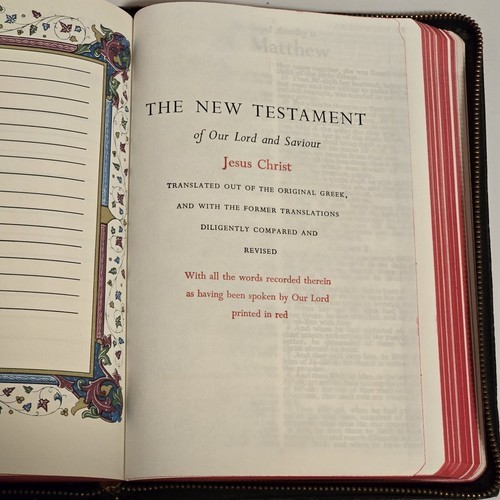 Matthew
THE NEW TESTAMENT
of Our Lord and Saviour
Jesus Christ
TRANSLATED OUT OF THE ORIGINAL GREEK,
AND WITH THE FORMER TRANSLATIONS
DILIGENTLY COMPARED AND
REVISED
With all the words recorded therein
as having been spoken by Our Lord
printed in red